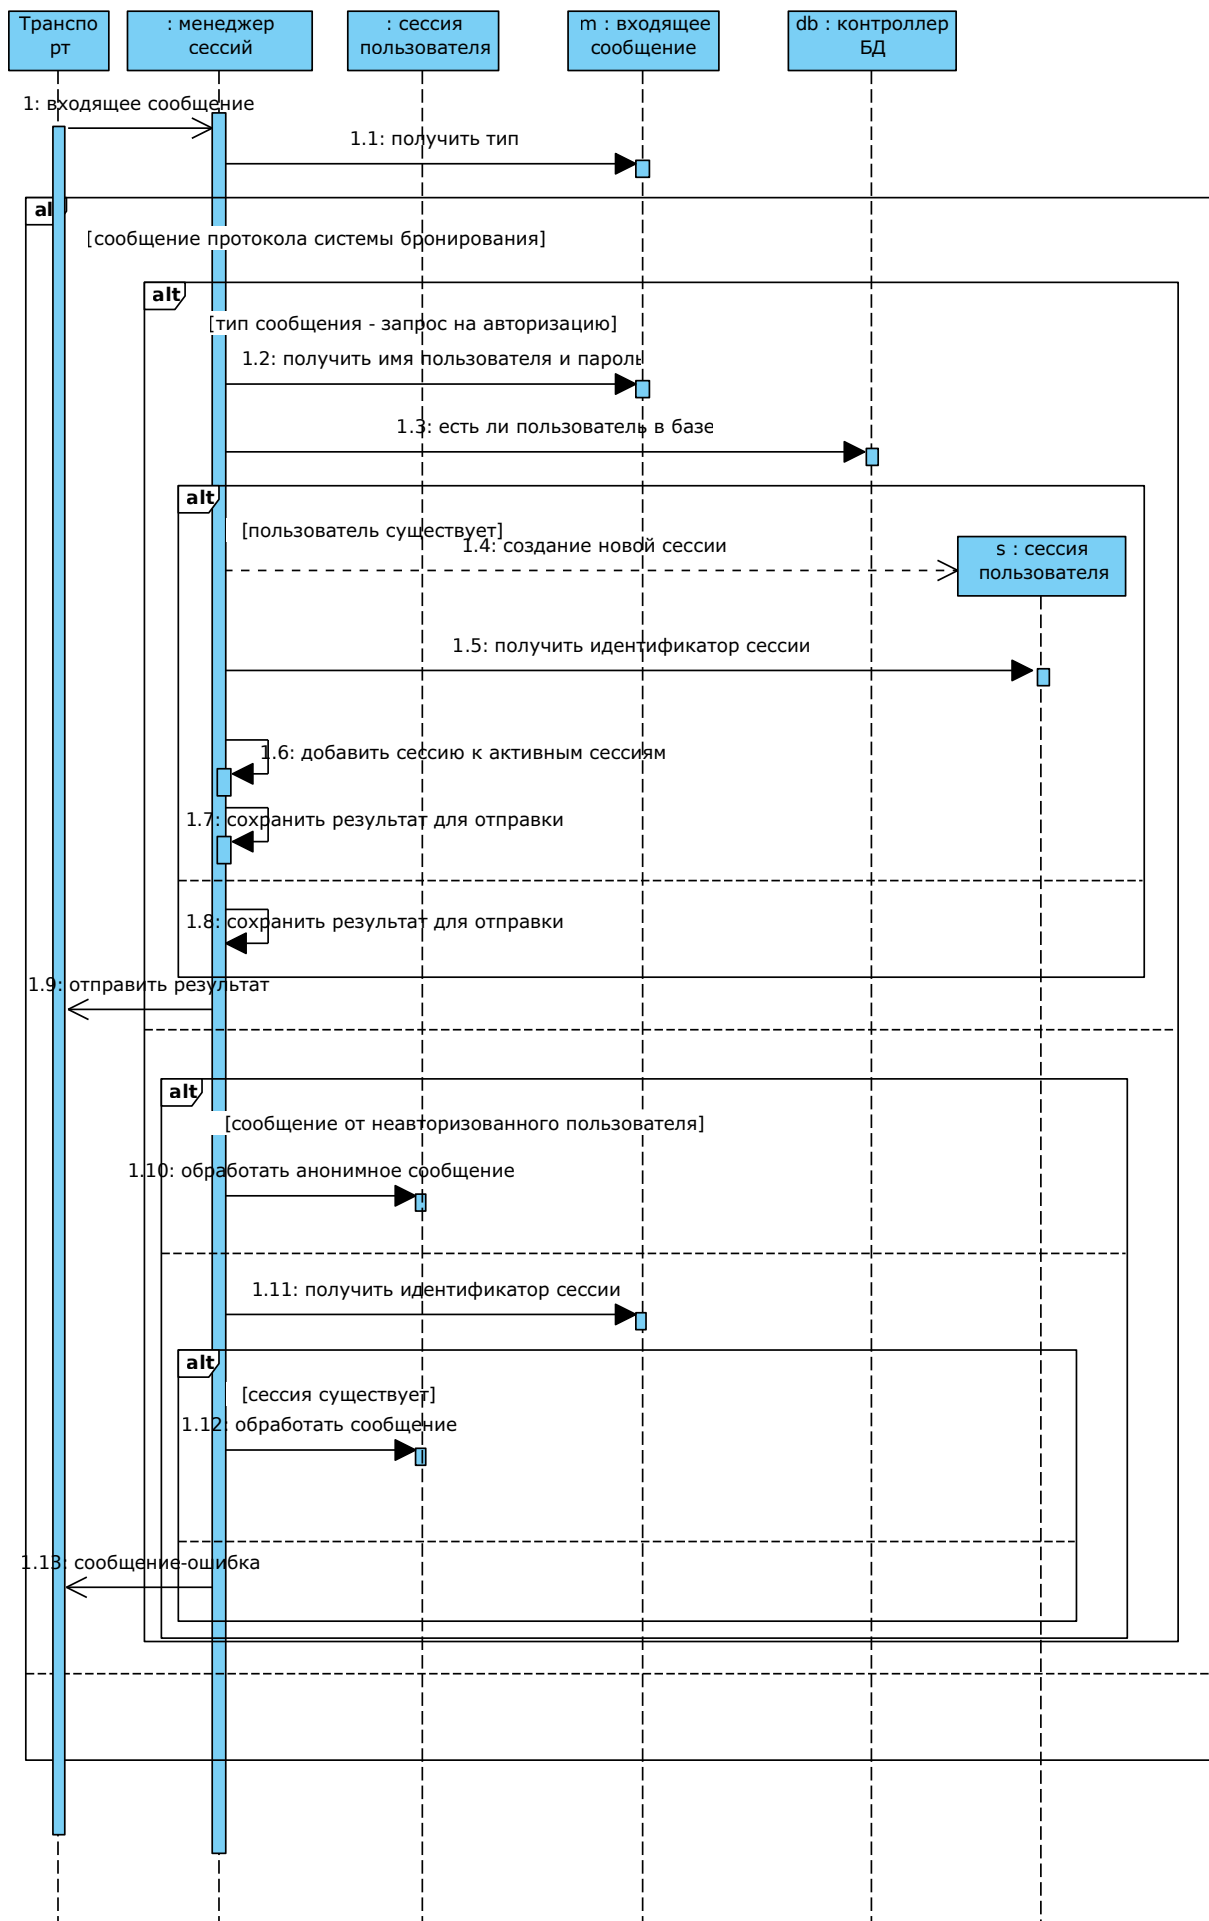 Транспо
рт
: менеджер
сессий
: сессия
пользователя
m : входящее
сообщение
db : контроллер
БД
1: входящее сообщение
1.1: получить тип
alt
[сообщение протокола системы бронирования]
alt
[тип сообщения - запрос на авторизацию]
1.2: получить имя пользователя и пароль
1.3: есть ли пользователь в базе
alt
[пользователь существует]
1.4: создание новой сессии
s : сессия
пользователя
1.5: получить идентификатор сессии
1.6: добавить сессию к активным сессиям
1.7: сохранить результат для отправки
1.8: сохранить результат для отправки
1.9: отправить результат
alt
[сообщение от неавторизованного пользователя]
1.10: обработать анонимное сообщение
1.11: получить идентификатор сессии
alt
[сессия существует]
1.12: обработать сообщение
1.13: сообщение-ошибка